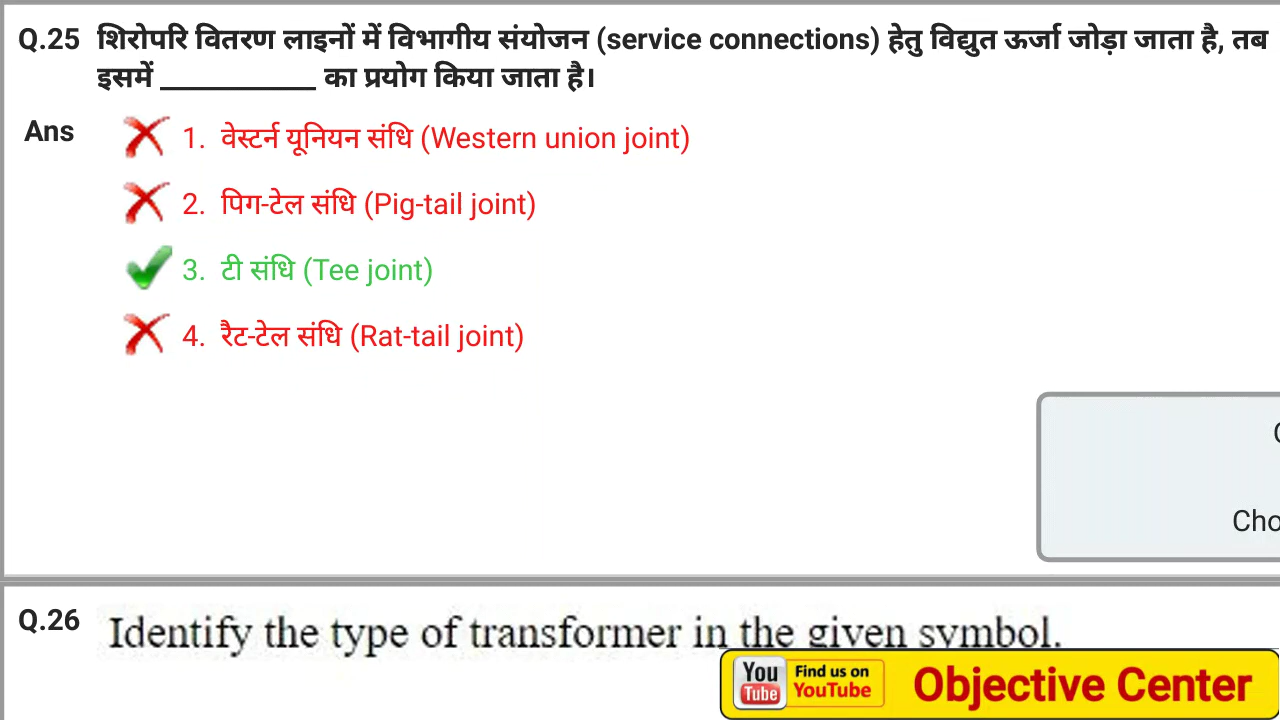 Q.25 शिरोपरि वितरण लाइनों में विभागीय संयोजन (service connections) हेतु विद्युत ऊर्जा जोड़ा जाता है, तब
इसमें ___________ का प्रयोग किया जाता है।
Ans 1. वेस्टर्न यूनियन संधि (Western union joint)
2. पिग-टेल संधि (Pig-tail joint)
3. टी संधि (Tee joint)
4. रैट-टेल संधि (Rat-tail joint)
Cho
Q.26 Identify the type of transformer in the given symbol.
You Tube Find us on YouTube Objective Center